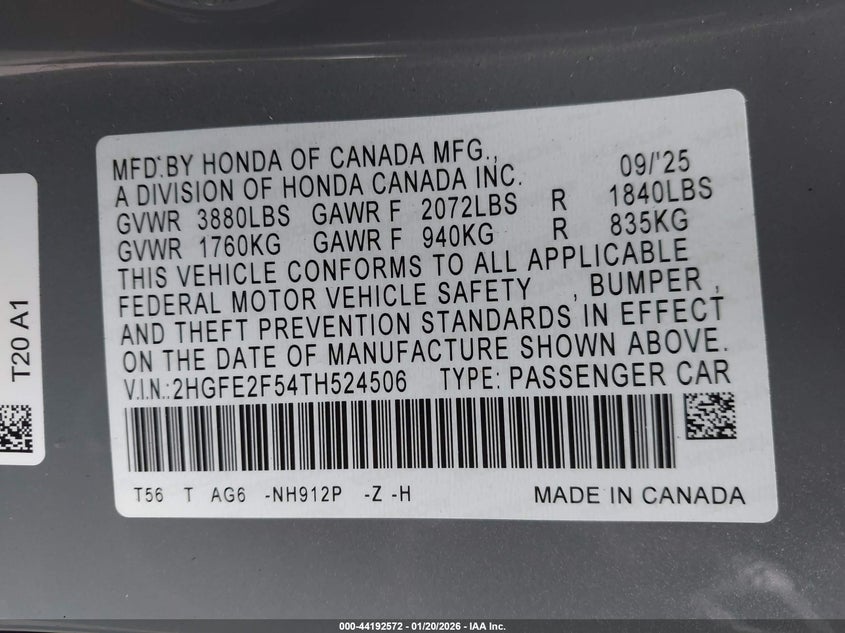 MFD. BY HONDA OF CANADA MFG., 09/'25
A DIVISION OF HONDA CANADA INC.
GVWR 3880LBS GAWR F 2072LBS R 1840LBS
GVWR 1760KG GAWR F 940KG R 835KG
THIS VEHICLE CONFORMS TO ALL APPLICABLE
FEDERAL MOTOR VEHICLE SAFETY , BUMPER ,
AND THEFT PREVENTION STANDARDS IN EFFECT
ON THE DATE OF MANUFACTURE SHOWN ABOVE.
V.I.N.:2HGFE2F54TH524506 TYPE: PASSENGER CAR
T56 T AG6 -NH912P -Z -H MADE IN CANADA
T20 A1
000-44192572 - 01/20/2026 - IAA Inc.